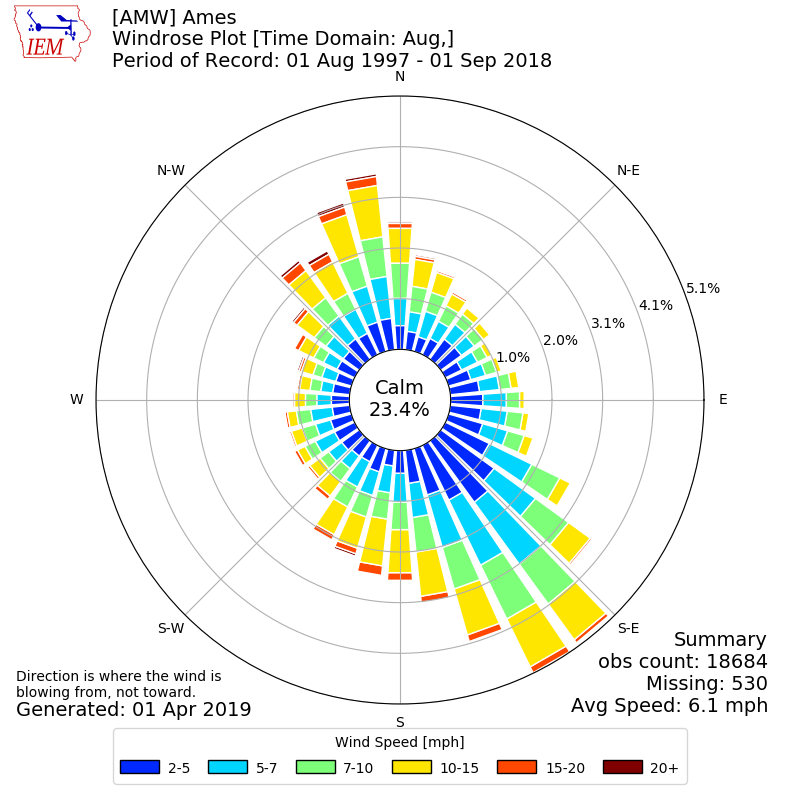 IEM
[AMW] Ames
Windrose Plot [Time Domain: Aug,]
Period of Record: 01 Aug 1997 - 01 Sep 2018
N
N-W
N-E
5.1%
4.1%
3.1%
2.0%
1.0%
Calm
23.4%
W
E
S-W
S-E
S
Summary
obs count: 18684
Missing: 530
Avg Speed: 6.1 mph
Direction is where the wind is
blowing from, not toward.
Generated: 01 Apr 2019
Wind Speed [mph]
2-5 5-7 7-10 10-15 15-20 20+